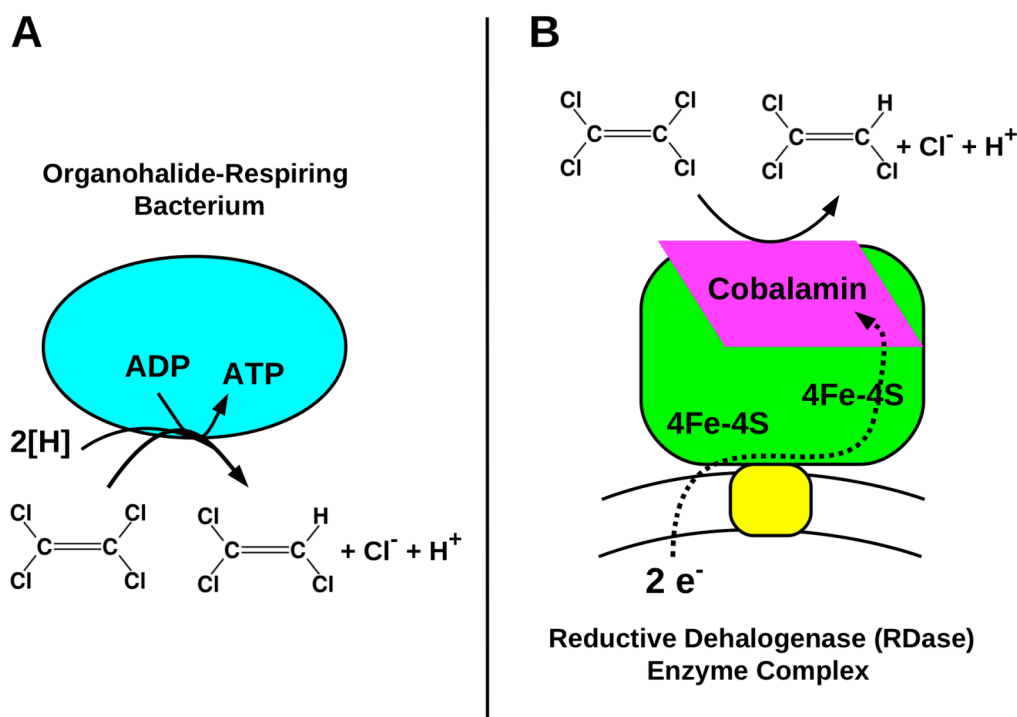 A
Organohalide-Respiring
Bacterium
ADP
ATP
2[H]
Cl
Cl
C
C
Cl
Cl
Cl
H
C
C
Cl
Cl
+ Cl⁻ + H⁺
B
Cl
Cl
C
C
Cl
Cl
Cl
H
C
C
Cl
Cl
+ Cl⁻ + H⁺
Cobalamin
4Fe-4S
4Fe-4S
2 e⁻
Reductive Dehalogenase (RDase)
Enzyme Complex